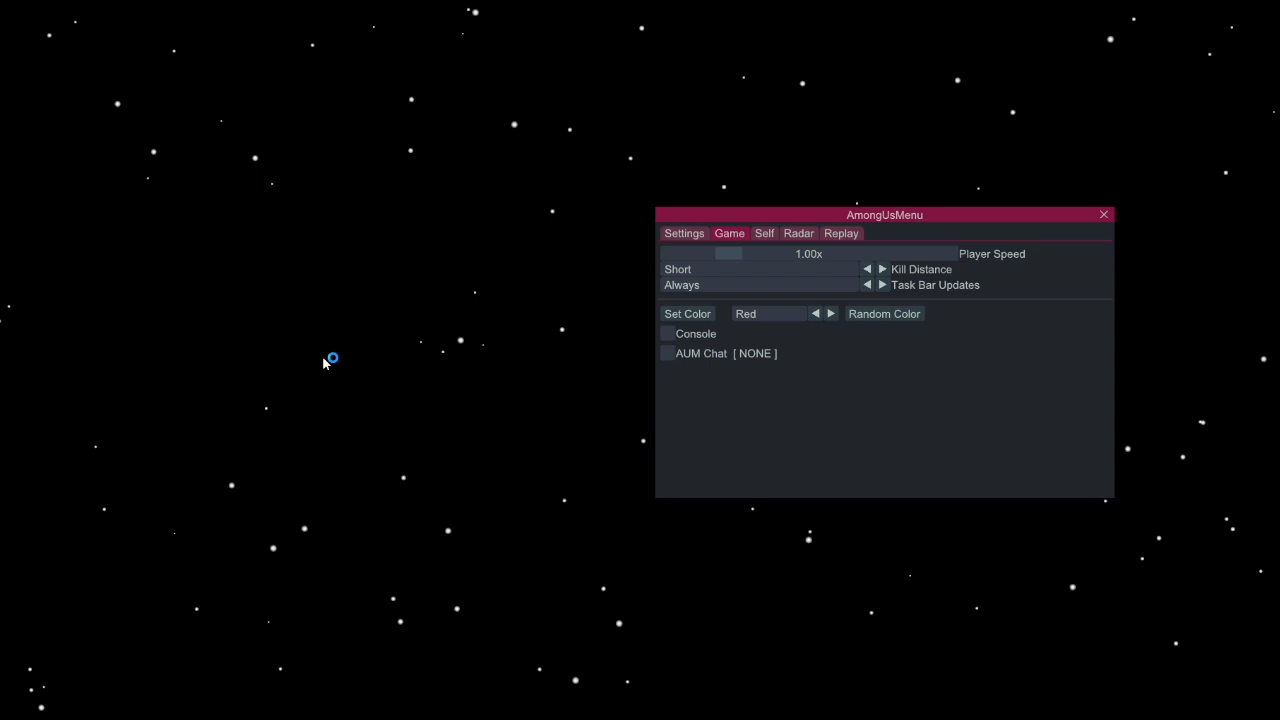 AmongUsMenu
Settings Game Self Radar Replay
1.00x Player Speed
Short Kill Distance
Always Task Bar Updates
Set Color Red Random Color
Console
AUM Chat [ NONE ]